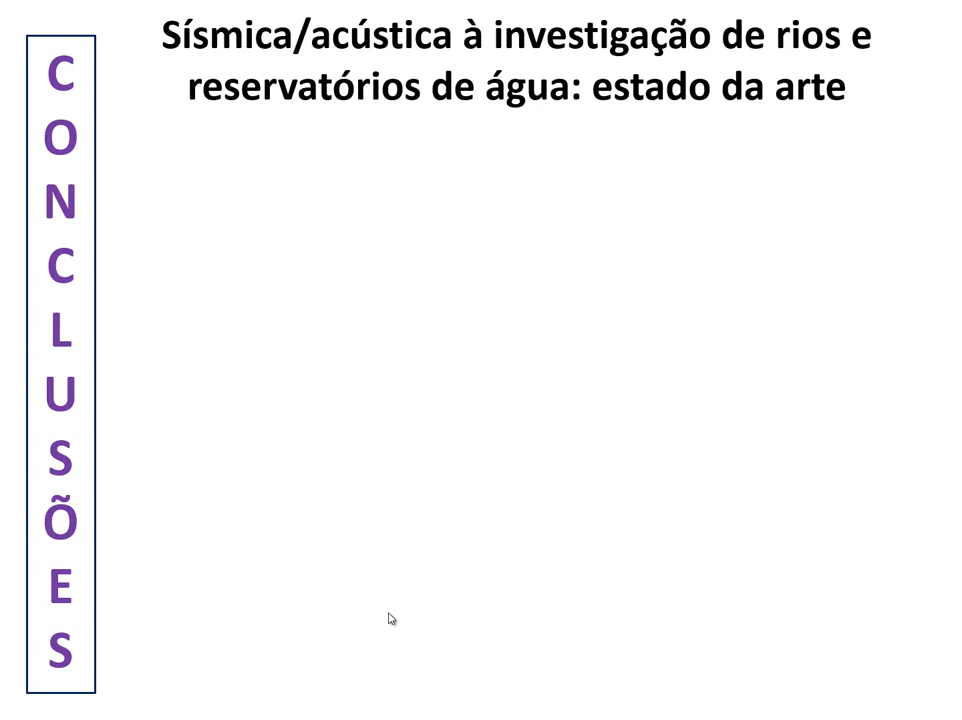 Sísmica/acústica à investigação de rios e
reservatórios de água: estado da arte
C
O
N
C
L
U
S
Õ
E
S